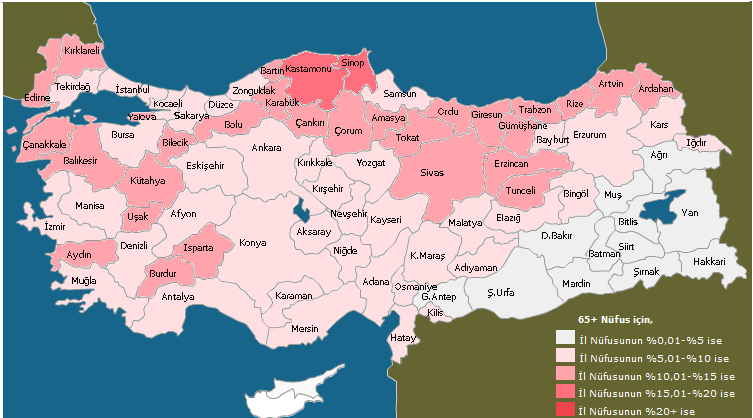 Kırklareli
Edirne
Tekirdağ
İstanbul
Kocaeli
Yalova
Sakarya
Düzce
Zonguldak
Bartın
Kastamonu
Sinop
Karabük
Samsun
Bolu
Çankırı
Çorum
Amasya
Ordu
Giresun
Trabzon
Rize
Artvin
Ardahan
Çanakkale
Bursa
Bilecik
Tokat
Gümüşhane
Bayburt
Erzurum
Kars
Iğdır
Balıkesir
Eskişehir
Ankara
Kırıkkale
Yozgat
Sivas
Erzincan
Ağrı
Kütahya
Kırşehir
Tunceli
Bingöl
Muş
Manisa
Uşak
Afyon
Nevşehir
Kayseri
Malatya
Elazığ
Bitlis
Yan
İzmir
Denizli
Isparta
Konya
Aksaray
Niğde
K.Maraş
Adıyaman
D.Bakır
Batman
Siirt
Hakkari
Aydın
Burdur
Muğla
Antalya
Karaman
Mersin
Adana
Osmaniye
G.Antep
Kilis
Ş.Urfa
Mardin
Şırnak
Hatay
65+ Nüfus için,
İl Nüfusunun %0,01-%5 ise
İl Nüfusunun %5,01-%10 ise
İl Nüfusunun %10,01-%15 ise
İl Nüfusunun %15,01-%20 ise
İl Nüfusunun %20+ ise